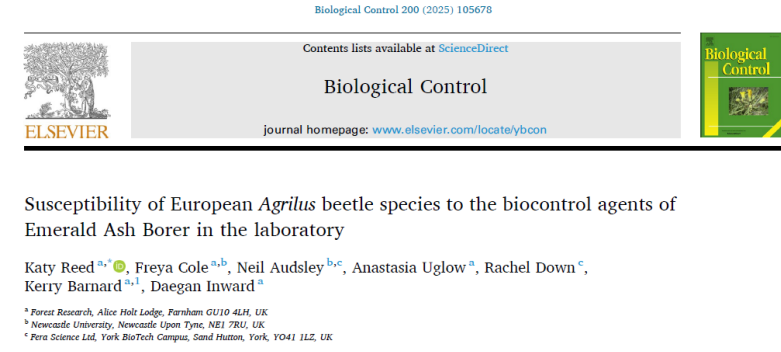 Biological Control 200 (2025) 105678
Contents lists available at ScienceDirect
Biological Control
journal homepage: www.elsevier.com/locate/ybcon
ELSEVIER
Biological
Control
Susceptibility of European Agrilus beetle species to the biocontrol agents of
Emerald Ash Borer in the laboratory
Katy Reed a,*, Freya Cole a,b, Neil Audsley b,c, Anastasia Uglow a, Rachel Down c,
Kerry Barnard a,1, Daegan Inward a
a Forest Research, Alice Holt Lodge, Farnham GU10 4LH, UK
b Newcastle University, Newcastle Upon Tyne, NE1 7RU, UK
c Fera Science Ltd, York BioTech Campus, Sand Hutton, York, YO41 1LZ, UK